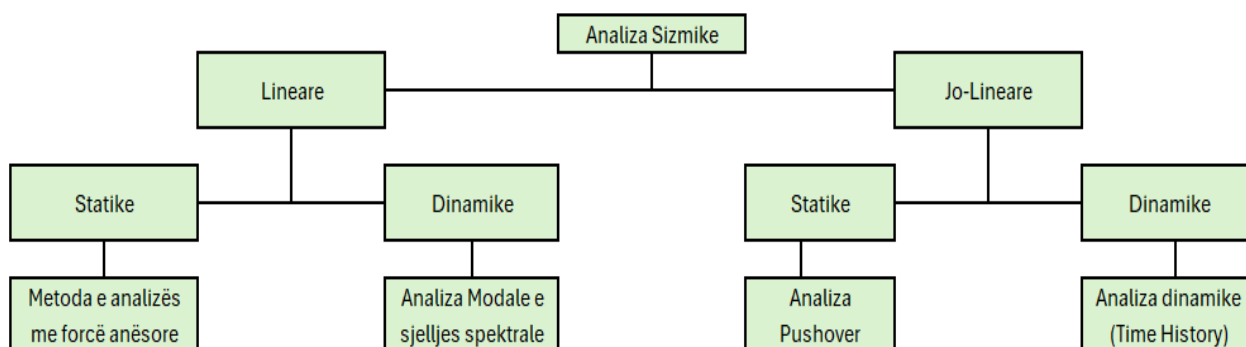 Analiza Sizmike
Lineare
Jo-Lineare
Statike
Dinamike
Statike
Dinamike
Metoda e analizës
me forcë anësore
Analiza Modale e
sjelljes spektrale
Analiza
Pushover
Analiza dinamike
(Time History)